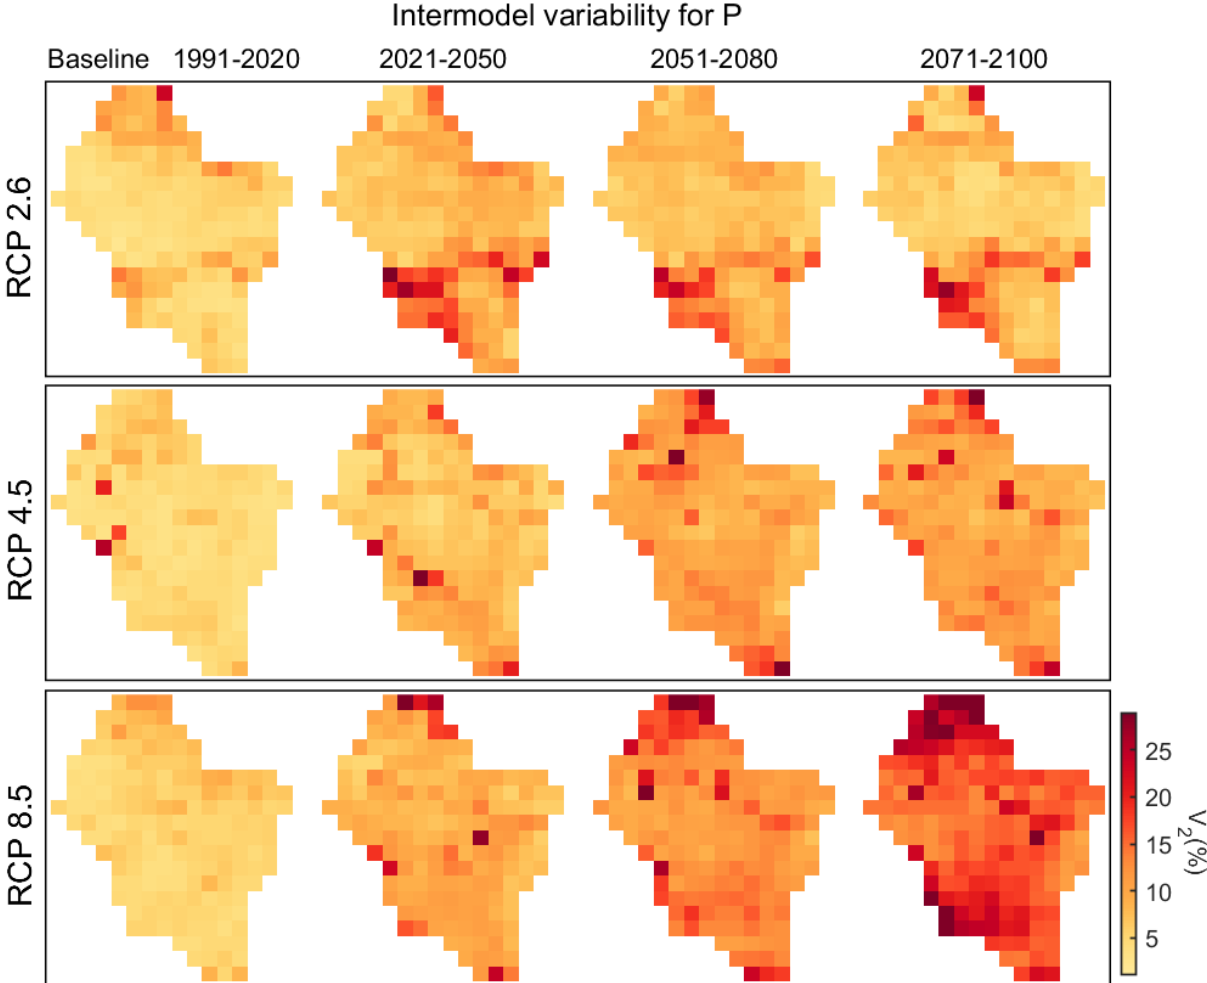 Intermodel variability for P
Baseline 1991-2020 2021-2050 2051-2080 2071-2100
RCP 2.6
RCP 4.5
RCP 8.5
25
20
15
10
5
V2(%)